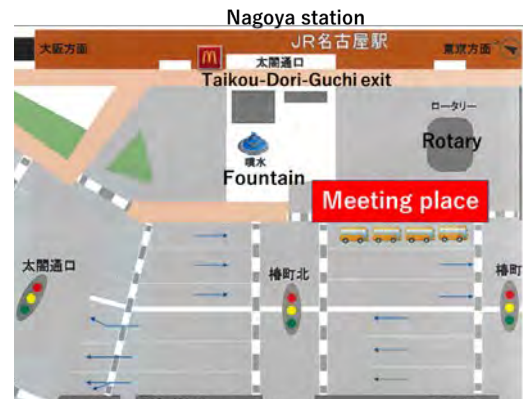 Nagoya station
大阪方面
JR名古屋駅
東京方面
太閤通口
Taikou-Dori-Guchi exit
ロータリー
Rotary
噴水
Fountain
Meeting place
太閤通口
椿町北
椿町